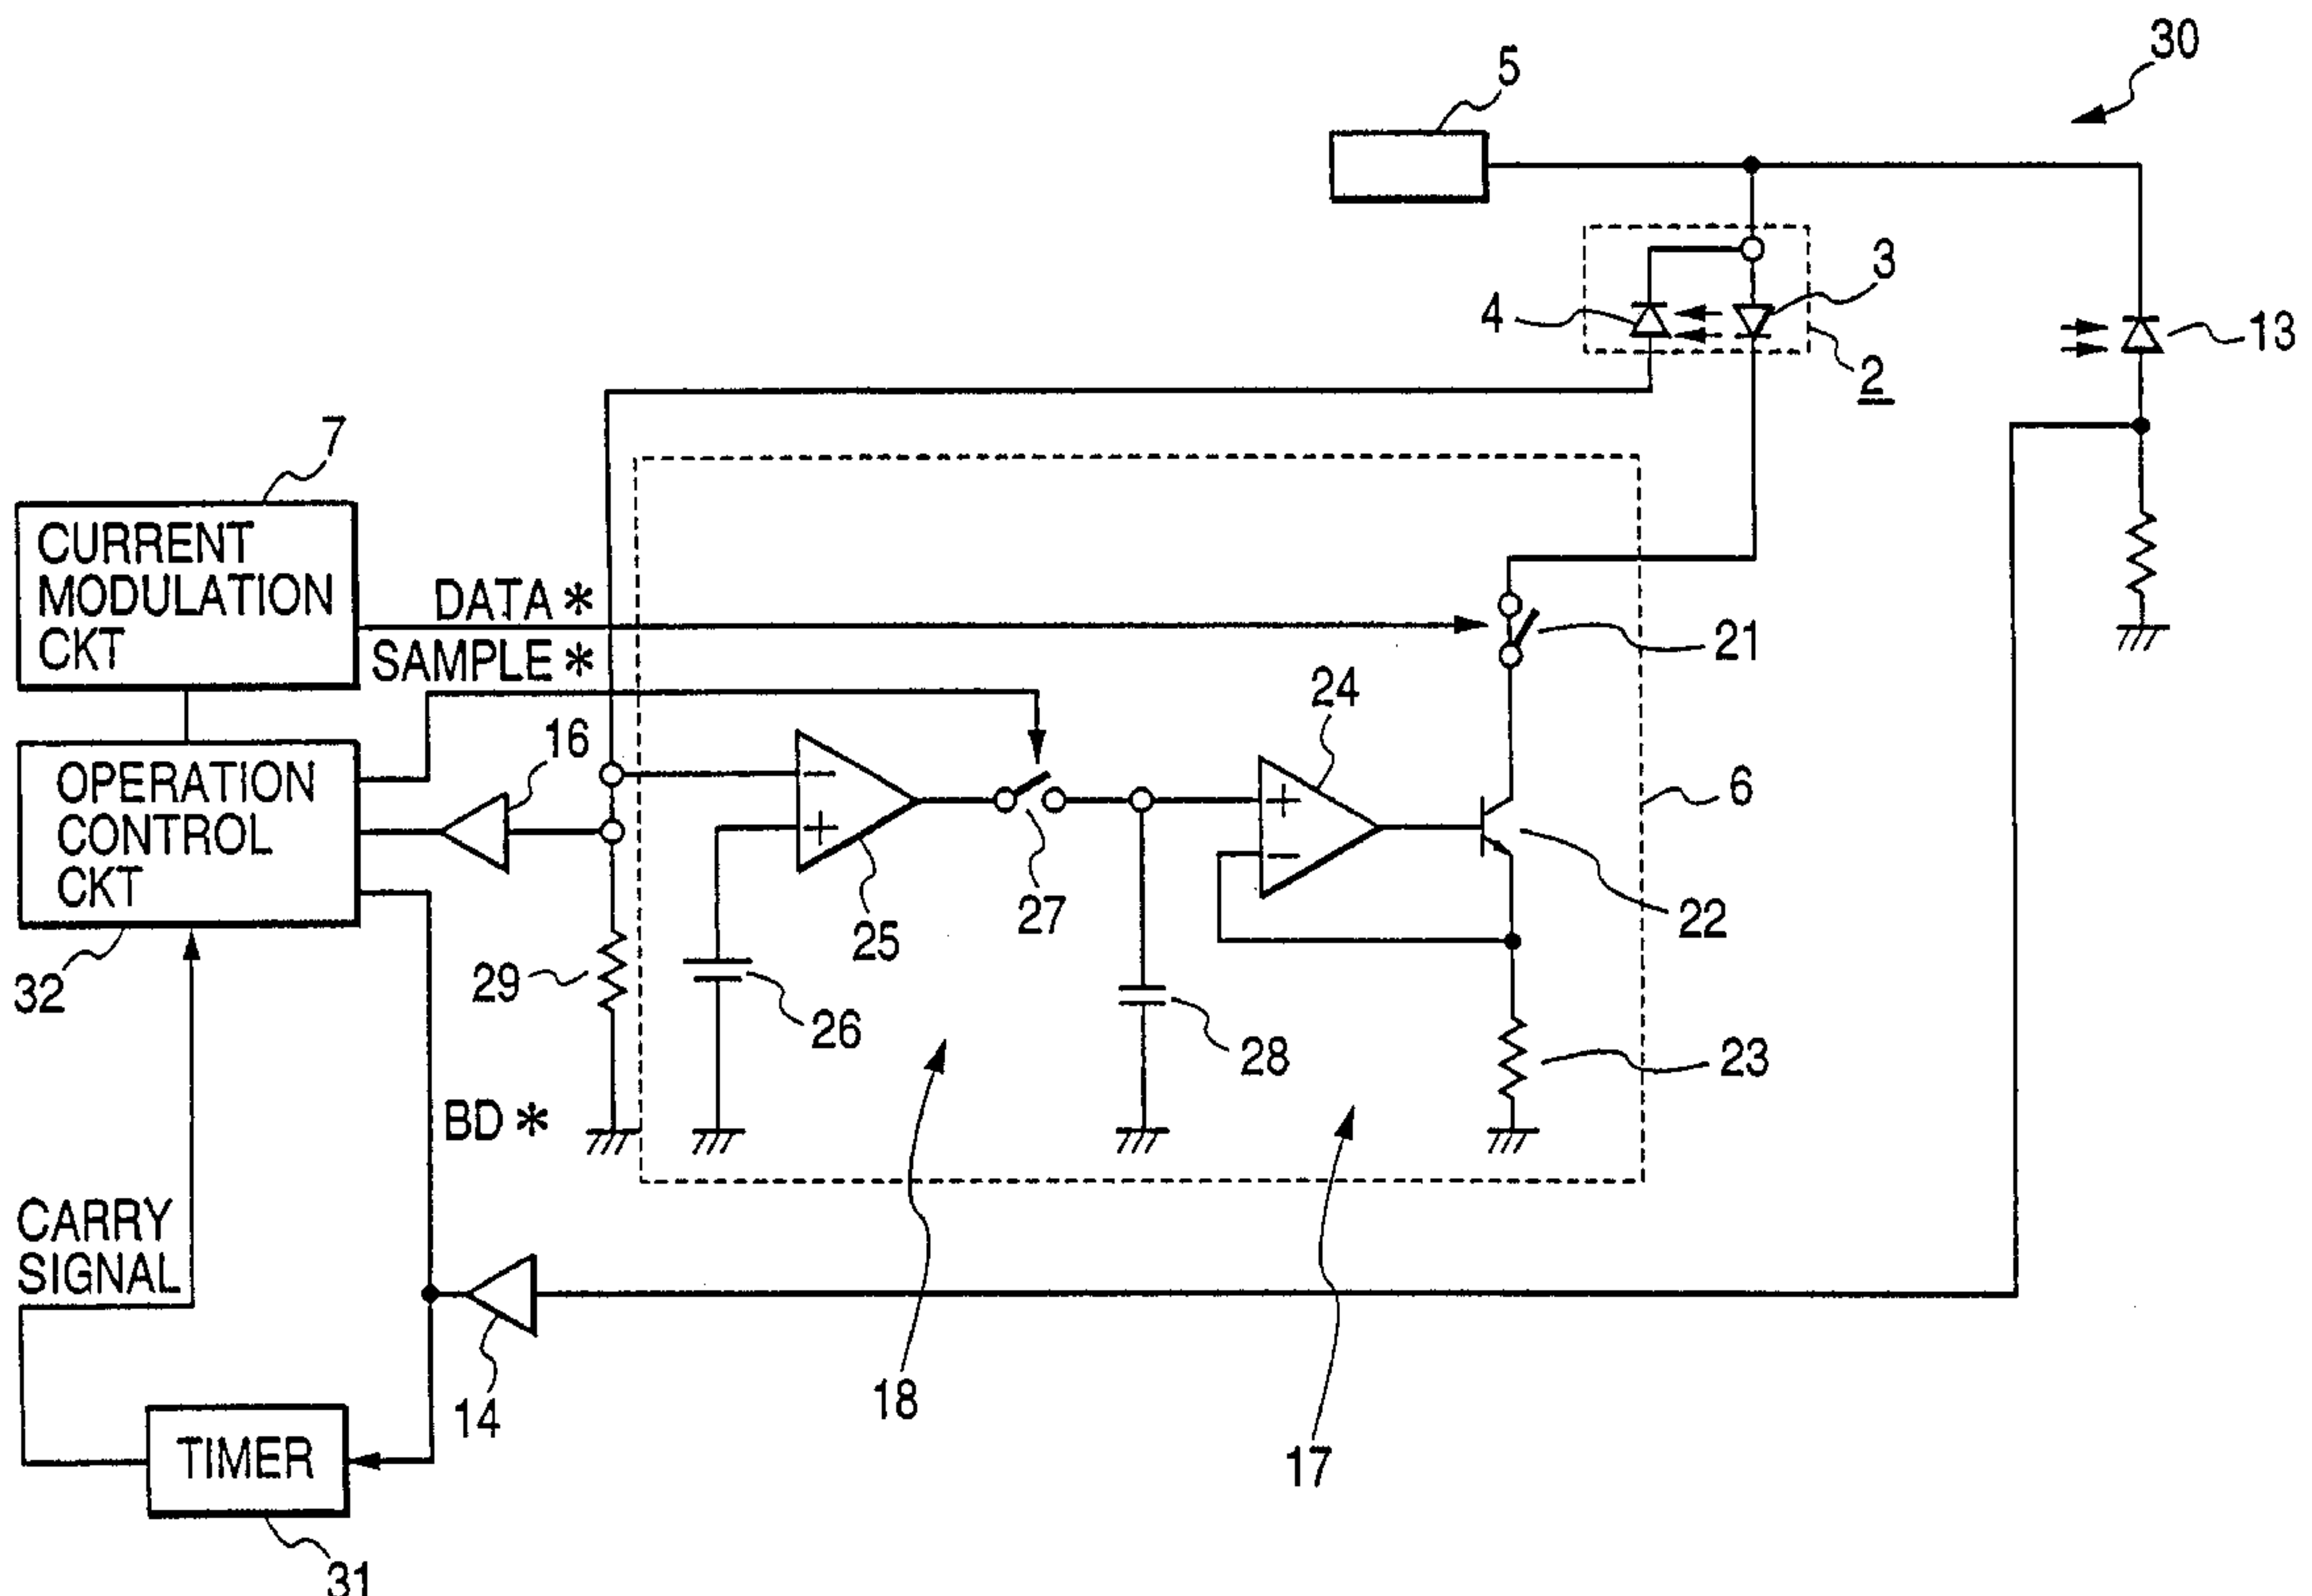 30
5
3
4
13
2
7
CURRENT
MODULATION
CKT
DATA *
SAMPLE *
21
24
16
OPERATION
CONTROL
CKT
6
25
27
22
32
29
26
28
23
BD *
CARRY
SIGNAL
14
18
17
TIMER
31